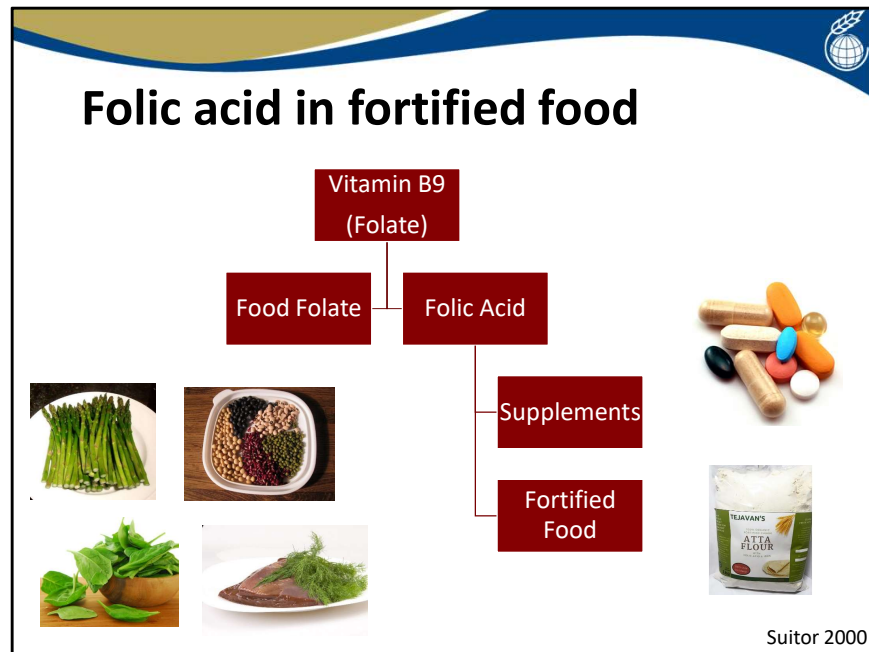 Folic acid in fortified food
Vitamin B9
(Folate)
Food Folate
Folic Acid
Supplements
Fortified
Food
TEJAVAN'S
ATTA
FLOUR
Suitor 2000